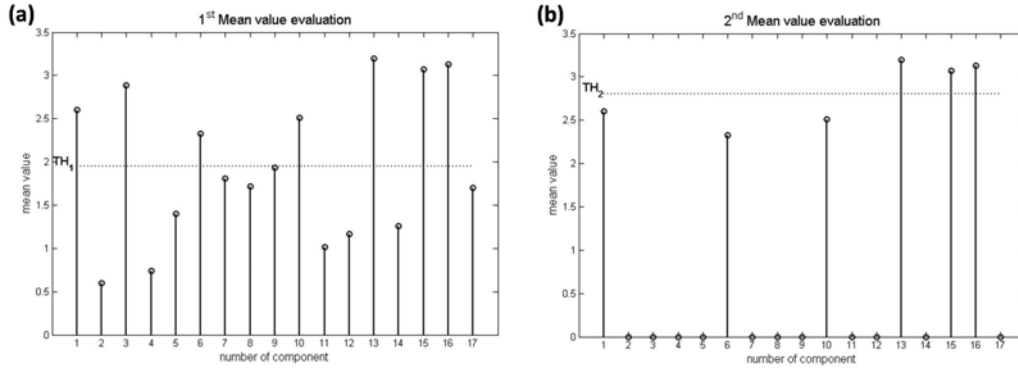 (a)
1st Mean value evaluation
3.5
3
2.5
2
1.5
1
0.5
0
mean value
TH1
1 2 3 4 5 6 7 8 9 10 11 12 13 14 15 16 17
number of component
(b)
2nd Mean value evaluation
3.5
3
2.5
2
1.5
1
0.5
0
mean value
TH2
1 2 3 4 5 6 7 8 9 10 11 12 13 14 15 16 17
number of component